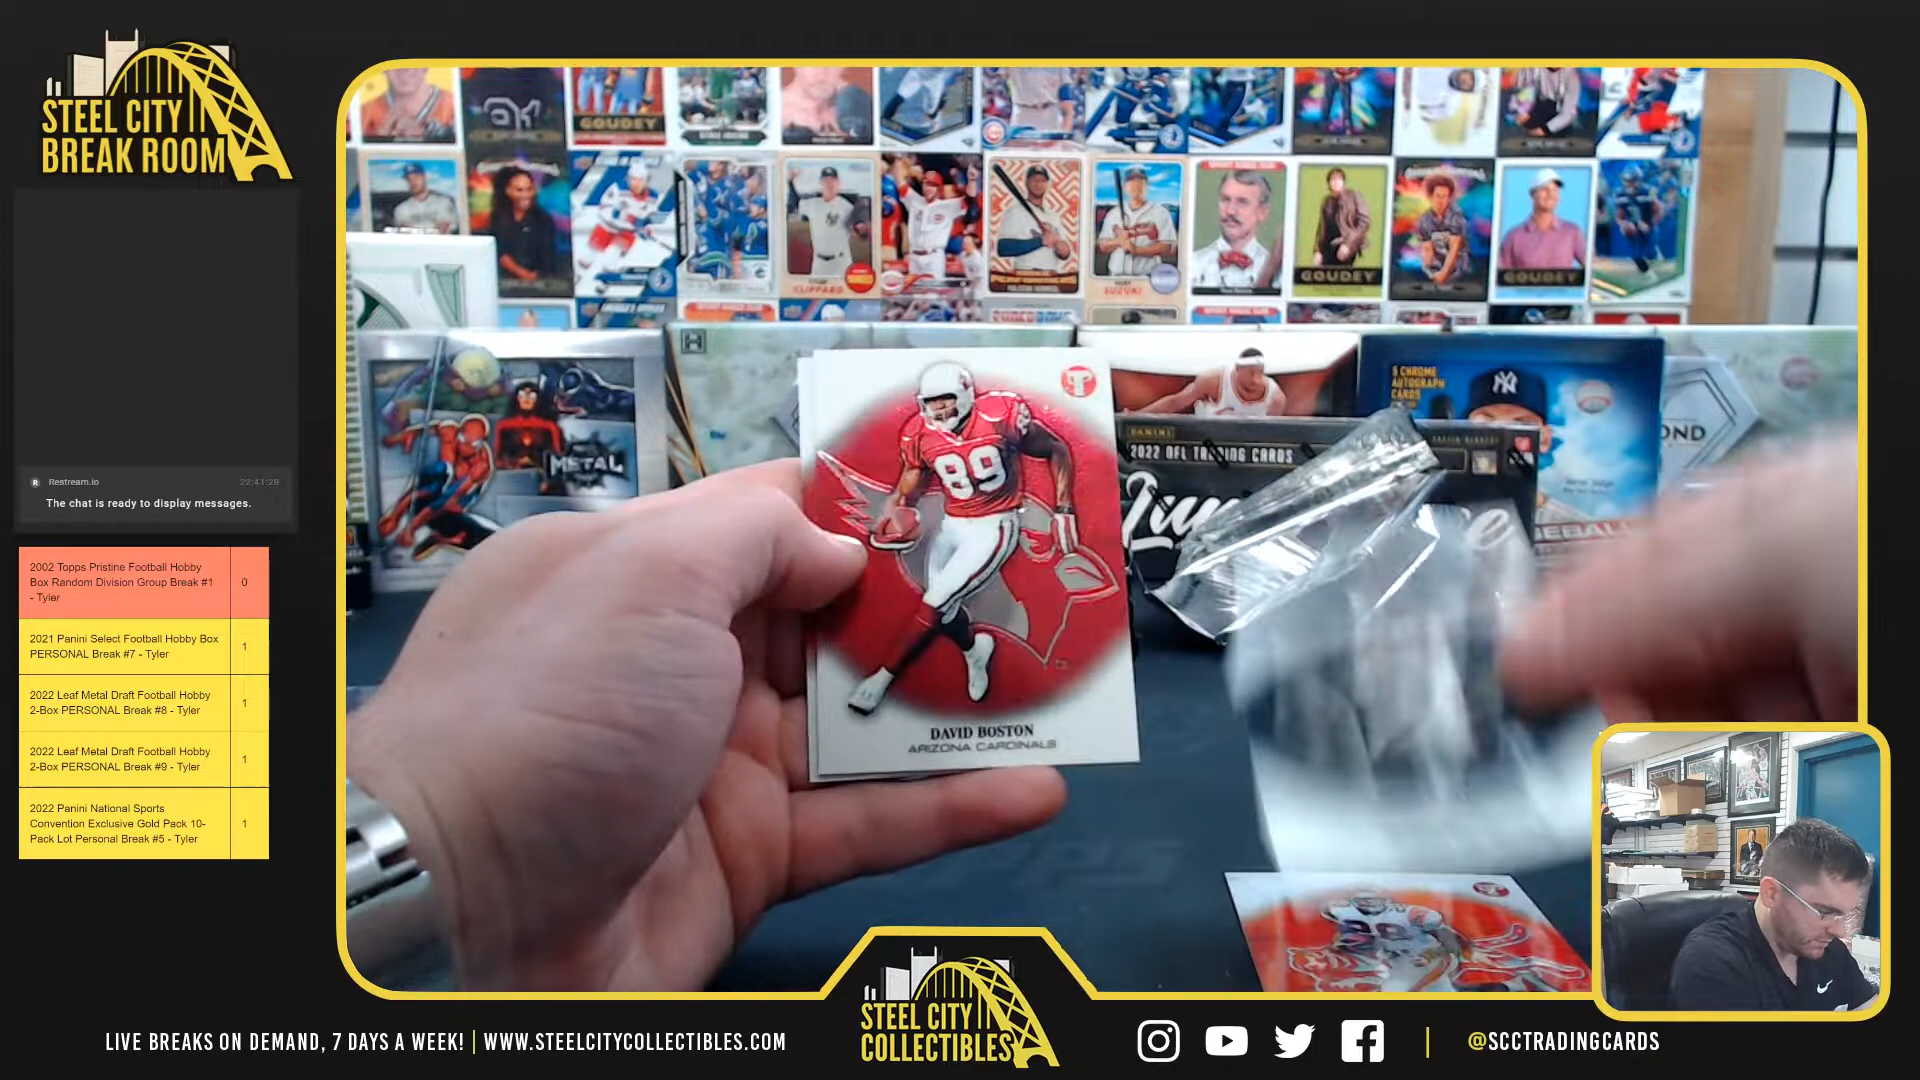 STEEL CITY
BREAK ROOM
Restream.io 22:41:28
The chat is ready to display messages.
2002 Topps Pristine Football Hobby
Box Random Division Group Break #1
- Tyler
0
2021 Panini Select Football Hobby Box
PERSONAL Break #7 - Tyler
1
2022 Leaf Metal Draft Football Hobby
2-Box PERSONAL Break #8 - Tyler
1
2022 Leaf Metal Draft Football Hobby
2-Box PERSONAL Break #9 - Tyler
1
2022 Panini National Sports
Convention Exclusive Gold Pack 10-
Pack Lot Personal Break #5 - Tyler
1
GOUDEY
CLIPPARD
SUZUKI
GOUDEY
GOUDEY
METAL
5 CHROME
AUTOGRAPH
CARDS
PANINI
2022 NFL TRADING CARDS
89
DAVID BOSTON
ARIZONA CARDINALS
STEEL CITY
COLLECTIBLES
LIVE BREAKS ON DEMAND, 7 DAYS A WEEK! | WWW.STEELCITYCOLLECTIBLES.COM
@SCCTRADINGCARDS